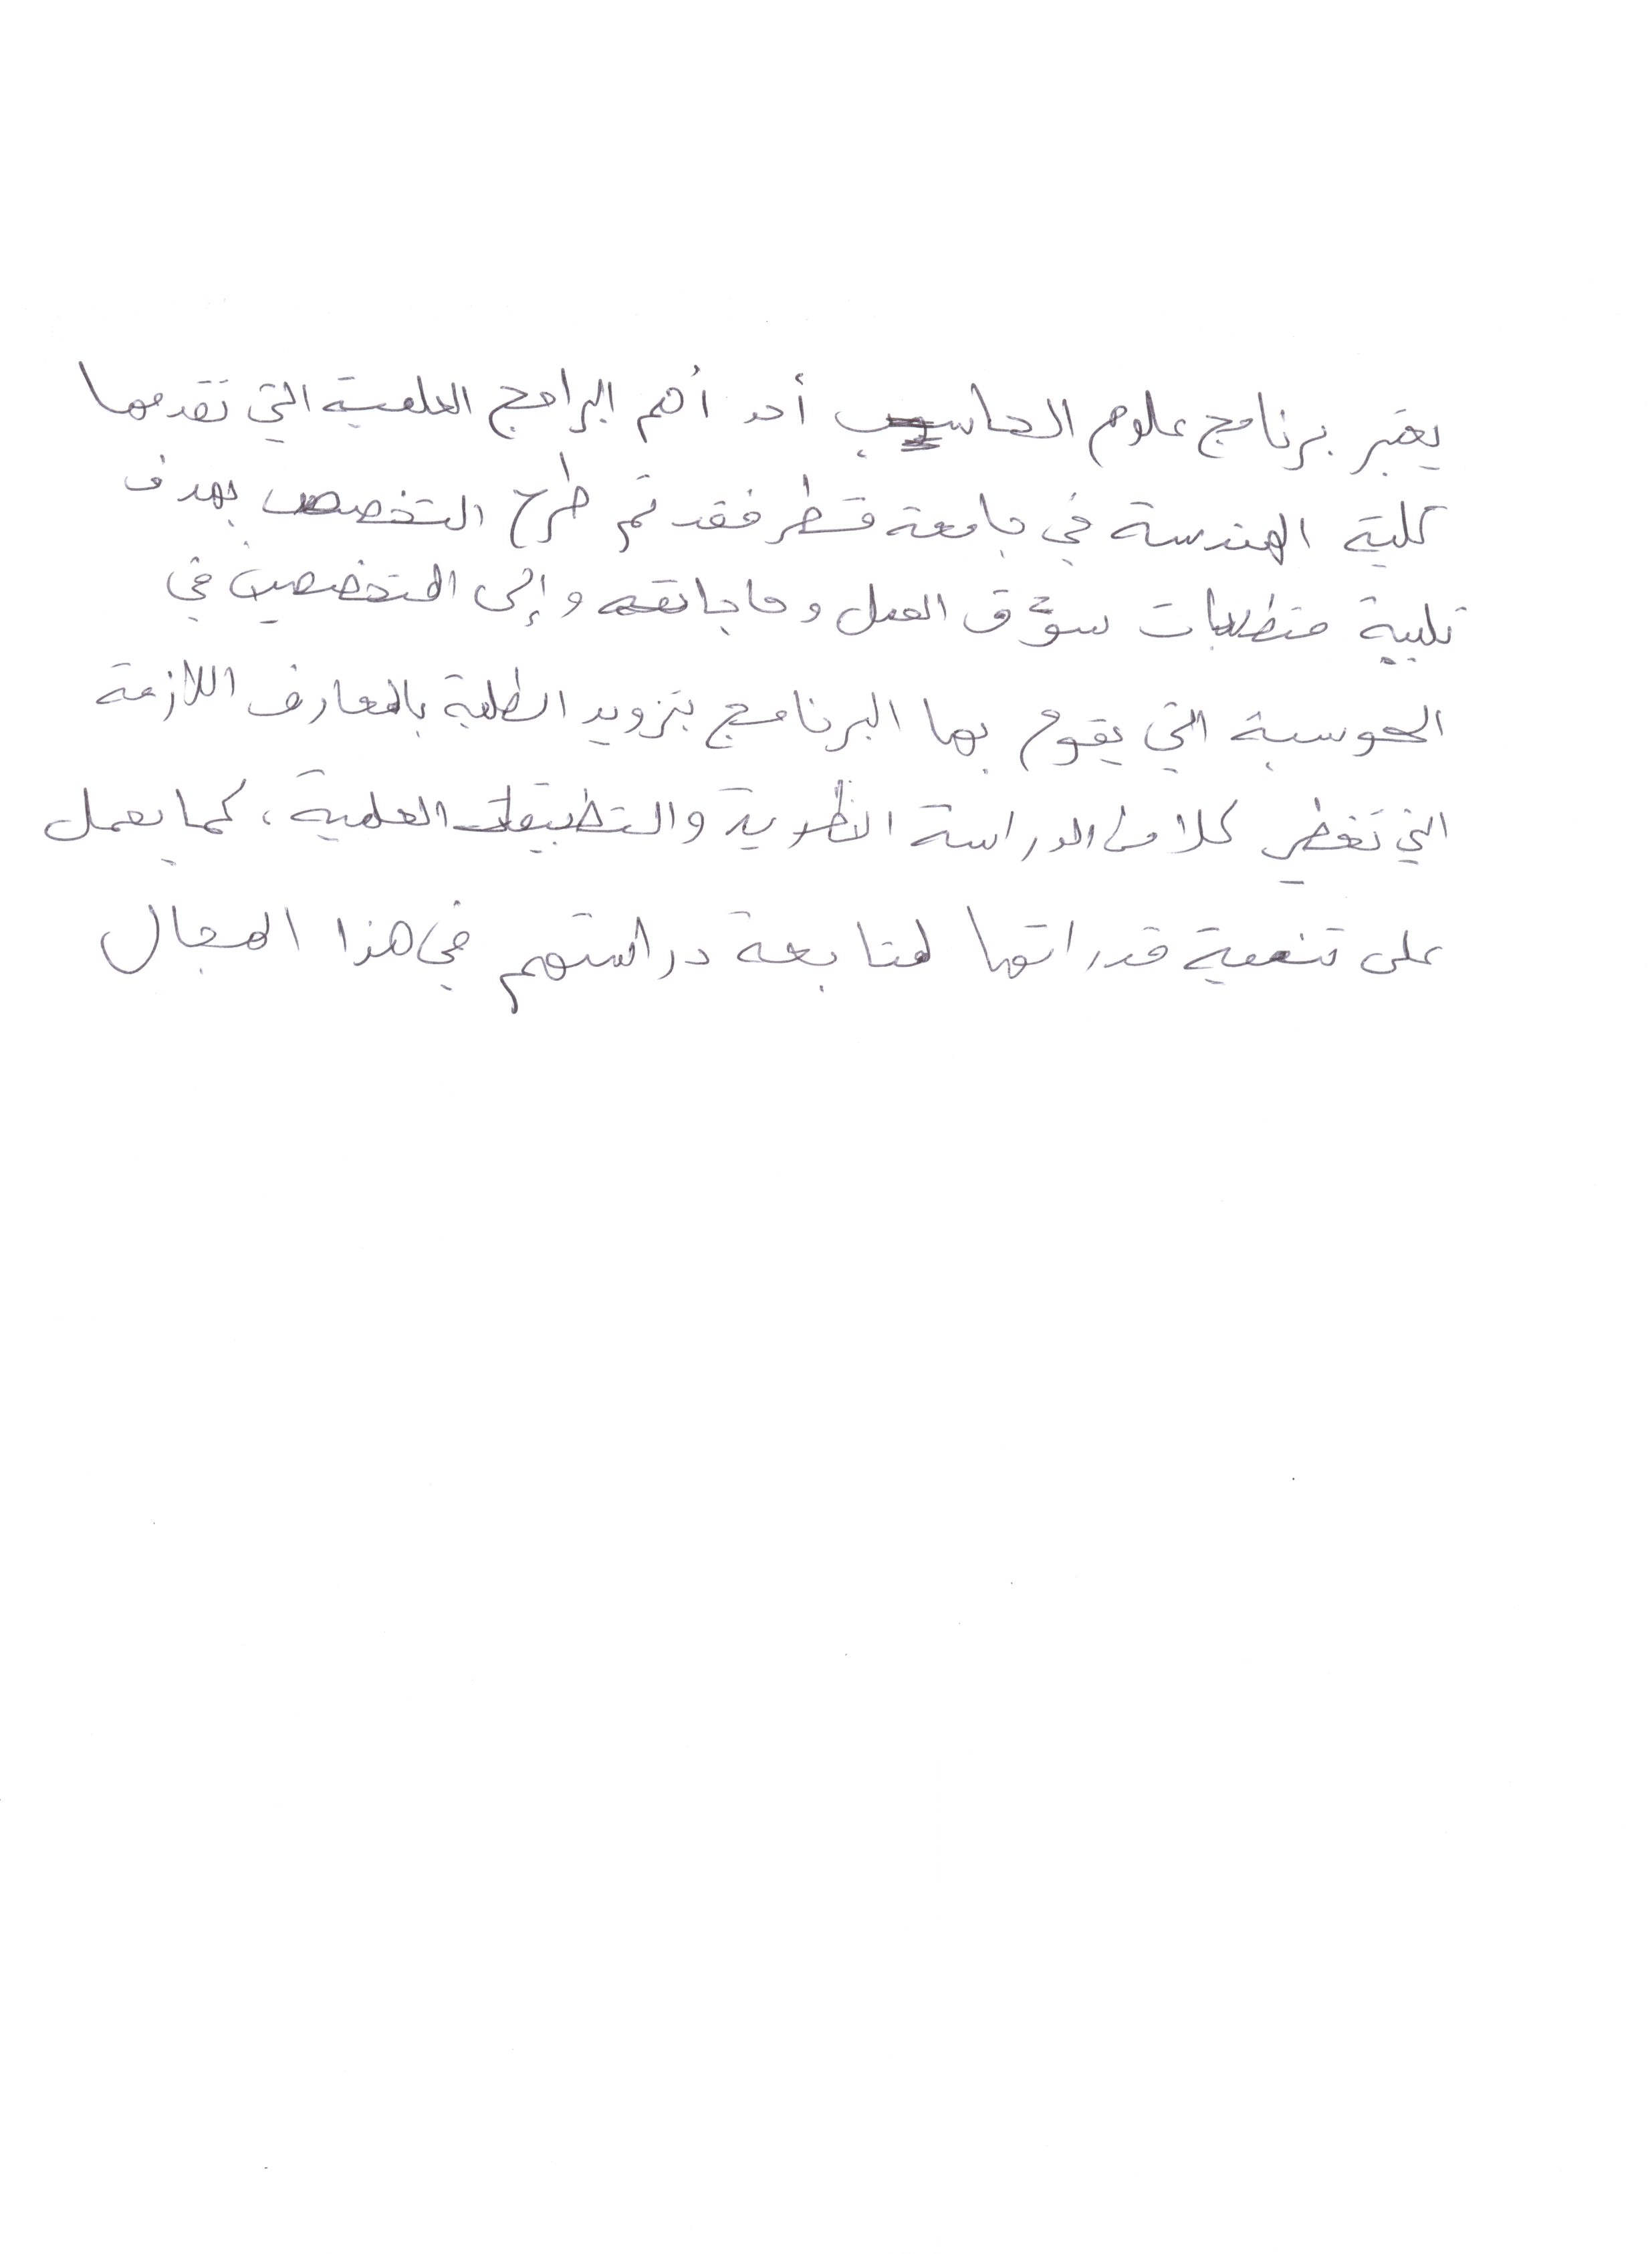 يعتبر برنامج علوم الحاسب أحد أهم البرامج العلمية التي تقدمها
كلية الهندسة في جامعة قطر فقد تم طرح التخصص بهدف
تلبية متطلبات سوق العمل وحاجاته وإلى المتخصصين في
الحوسبة التي يقوم بها البرنامج بتزويد الطلبة بالمعارف اللازمة
التي تغطي كلا من الدراسة النظرية والتطبيقات العلمية، كما يعمل
على تنمية قدراتها لمتابعة دراستهم في هذا المجال